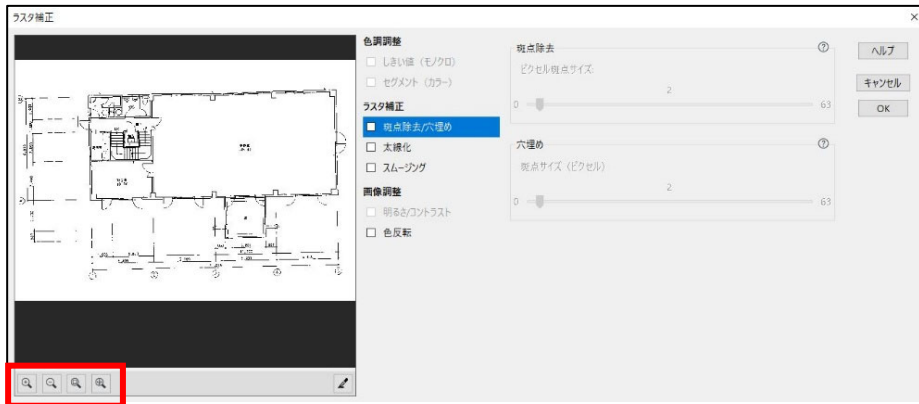 ラスタ補正
色調調整
しきい値（モノクロ）
セグメント（カラー）
ラスタ補正
斑点除去/穴埋め
太線化
スムージング
画像調整
明るさ/コントラスト
色反転
斑点除去
ピクセル斑点サイズ:
2
0
63
穴埋め
斑点サイズ（ピクセル）
2
0
63
ヘルプ
キャンセル
OK